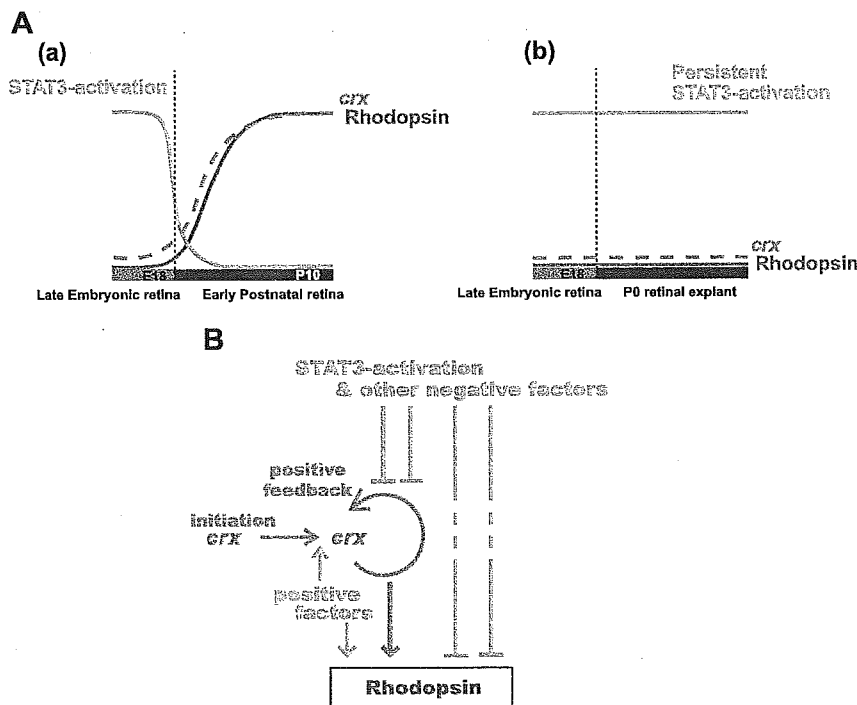 A
(a)
(b)
STAT3-activation
crx
Rhodopsin
Persistent
STAT3-activation
crx
Rhodopsin
E18
P10
E18
Late Embryonic retina
Early Postnatal retina
Late Embryonic retina
P0 retinal explant
B
STAT3-activation
& other negative factors
positive
feedback
initiation
crx
crx
positive
factors
Rhodopsin